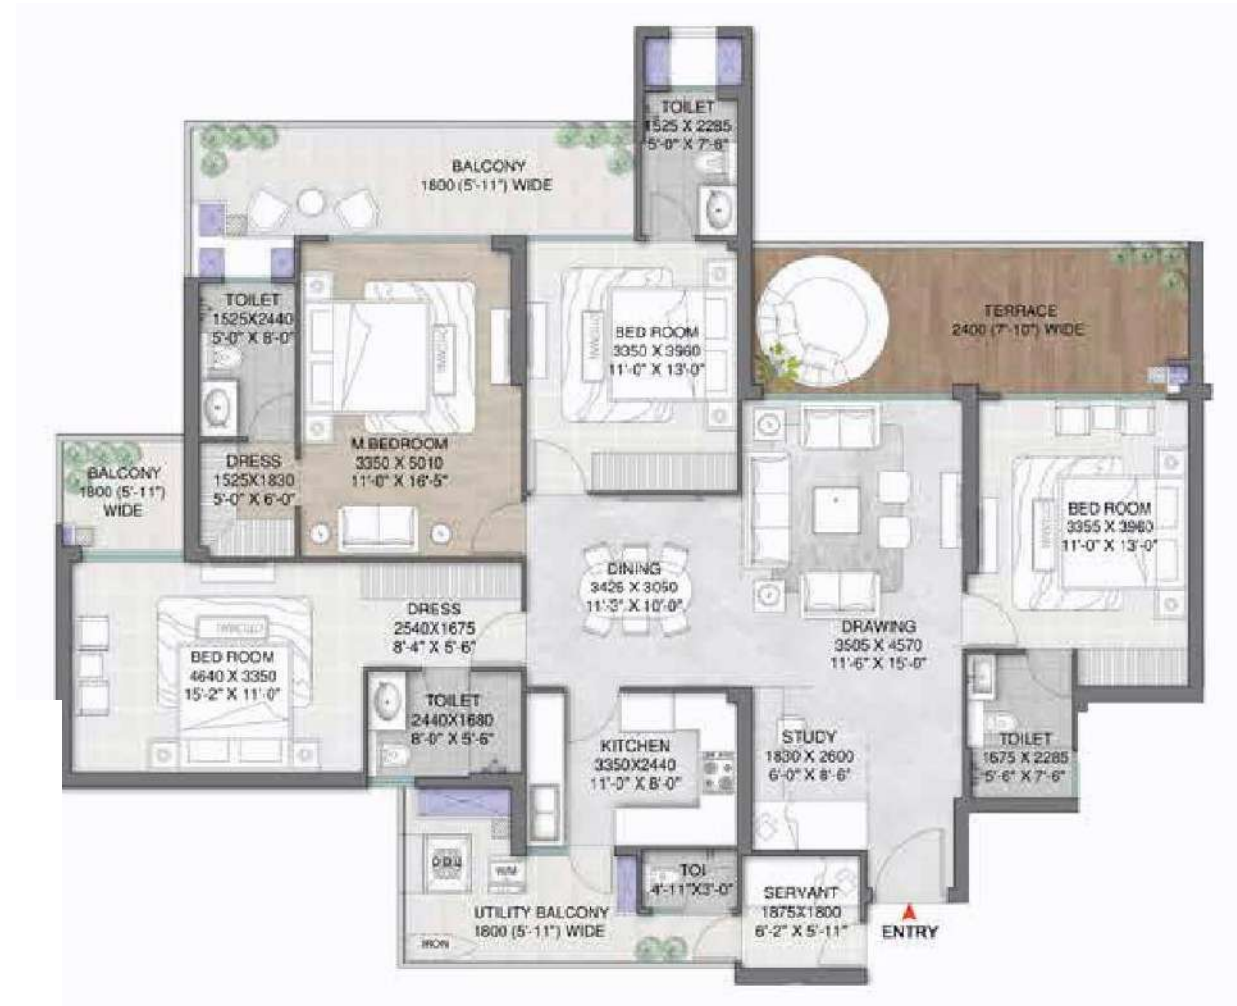 TOILET
1525 X 2285
5'-0" X 7'-6"
BALCONY
1800 (5'-11") WIDE
TOILET
1525X2440
5'-0" X 8'-0"
BED ROOM
3350 X 3960
11'-0" X 13'-0"
TERRACE
2400 (7'-10") WIDE
M.BEDROOM
3350 X 5010
11'-0" X 16'-5"
DRESS
1525X1830
5'-0" X 6'-0"
BALCONY
1800 (5'-11")
WIDE
BED ROOM
3355 X 3960
11'-0" X 13'-0"
DINING
3426 X 3050
11'-3" X 10'-0"
DRESS
2540X1675
8'-4" X 5'-6"
DRAWING
3505 X 4570
11'-6" X 15'-0"
BED ROOM
4640 X 3350
15'-2" X 11'-0"
TOILET
2440X1680
8'-0" X 5'-6"
KITCHEN
3350X2440
11'-0" X 8'-0"
STUDY
1830 X 2600
6'-0" X 8'-6"
TOILET
1675 X 2285
5'-6" X 7'-6"
W/M
TOI
4'-11"X3'-0"
SERVANT
1875X1800
6'-2" X 5'-11"
UTILITY BALCONY
1800 (5'-11") WIDE
IRON
ENTRY